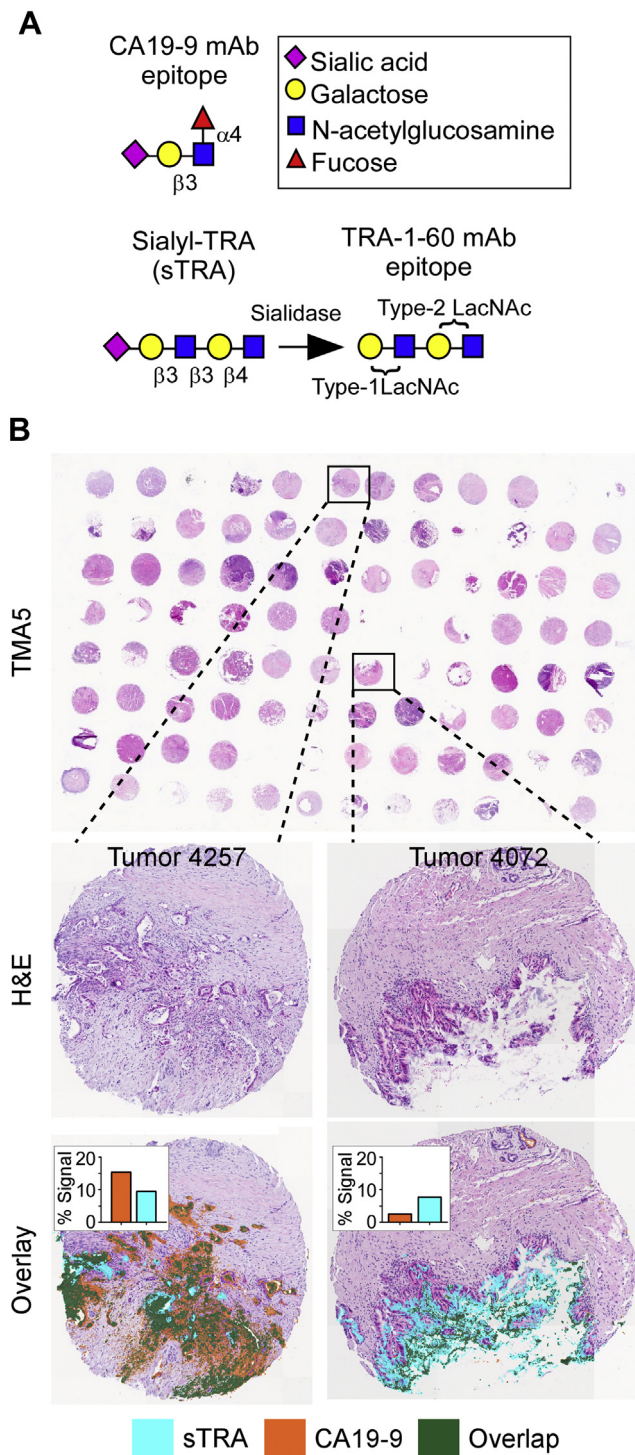 A
CA19-9 mAb
epitope
α4
β3
Sialic acid
Galactose
N-acetylglucosamine
Fucose
Sialyl-TRA
(sTRA)
Sialidase
TRA-1-60 mAb
epitope
Type-2 LacNAc
β3 β3 β4
Type-1LacNAc
B
TMA5
Tumor 4257
Tumor 4072
H&E
Overlay
% Signal
20
10
0
% Signal
20
10
0
sTRA
CA19-9
Overlap